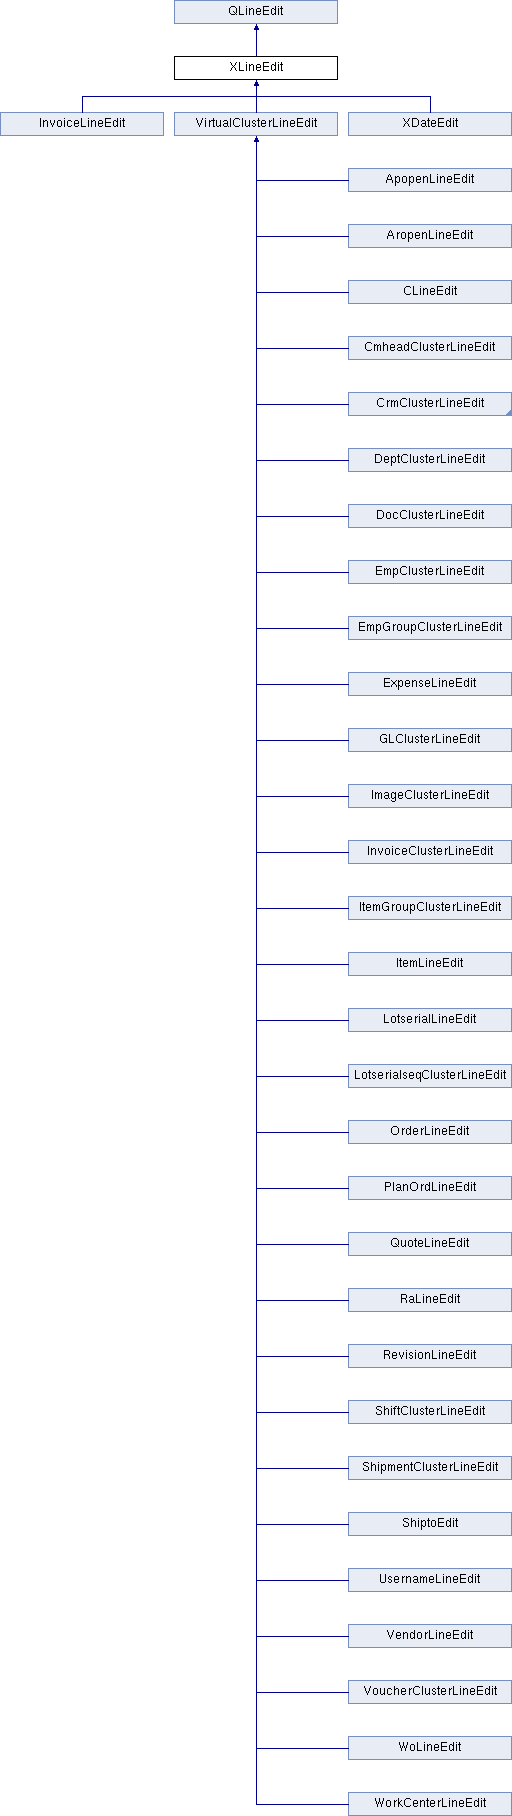 QLineEdit
XLineEdit
InvoiceLineEdit
VirtualClusterLineEdit
XDateEdit
ApopenLineEdit
AropenLineEdit
CLineEdit
CmheadClusterLineEdit
CrmClusterLineEdit
DeptClusterLineEdit
DocClusterLineEdit
EmpClusterLineEdit
EmpGroupClusterLineEdit
ExpenseLineEdit
GLClusterLineEdit
ImageClusterLineEdit
InvoiceClusterLineEdit
ItemGroupClusterLineEdit
ItemLineEdit
LotserialLineEdit
LotserialseqClusterLineEdit
OrderLineEdit
PlanOrdLineEdit
QuoteLineEdit
RaLineEdit
RevisionLineEdit
ShiftClusterLineEdit
ShipmentClusterLineEdit
ShiptoEdit
UsernameLineEdit
VendorLineEdit
VoucherClusterLineEdit
WoLineEdit
WorkCenterLineEdit